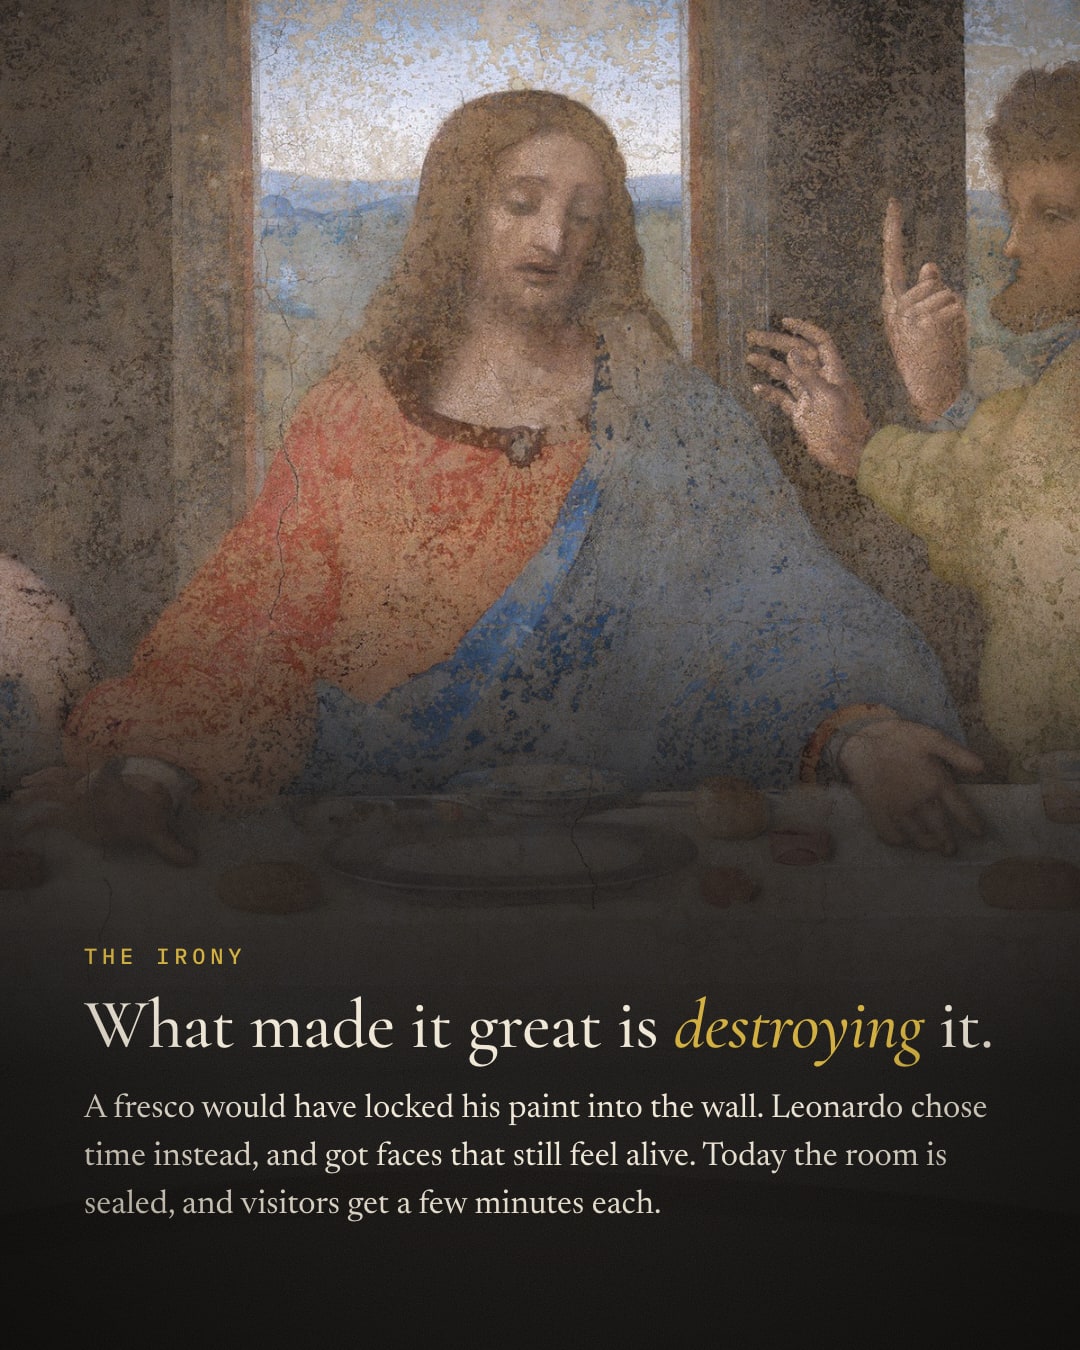 THE IRONY
What made it great is destroying it.
A fresco would have locked his paint into the wall. Leonardo chose
time instead, and got faces that still feel alive. Today the room is
sealed, and visitors get a few minutes each.